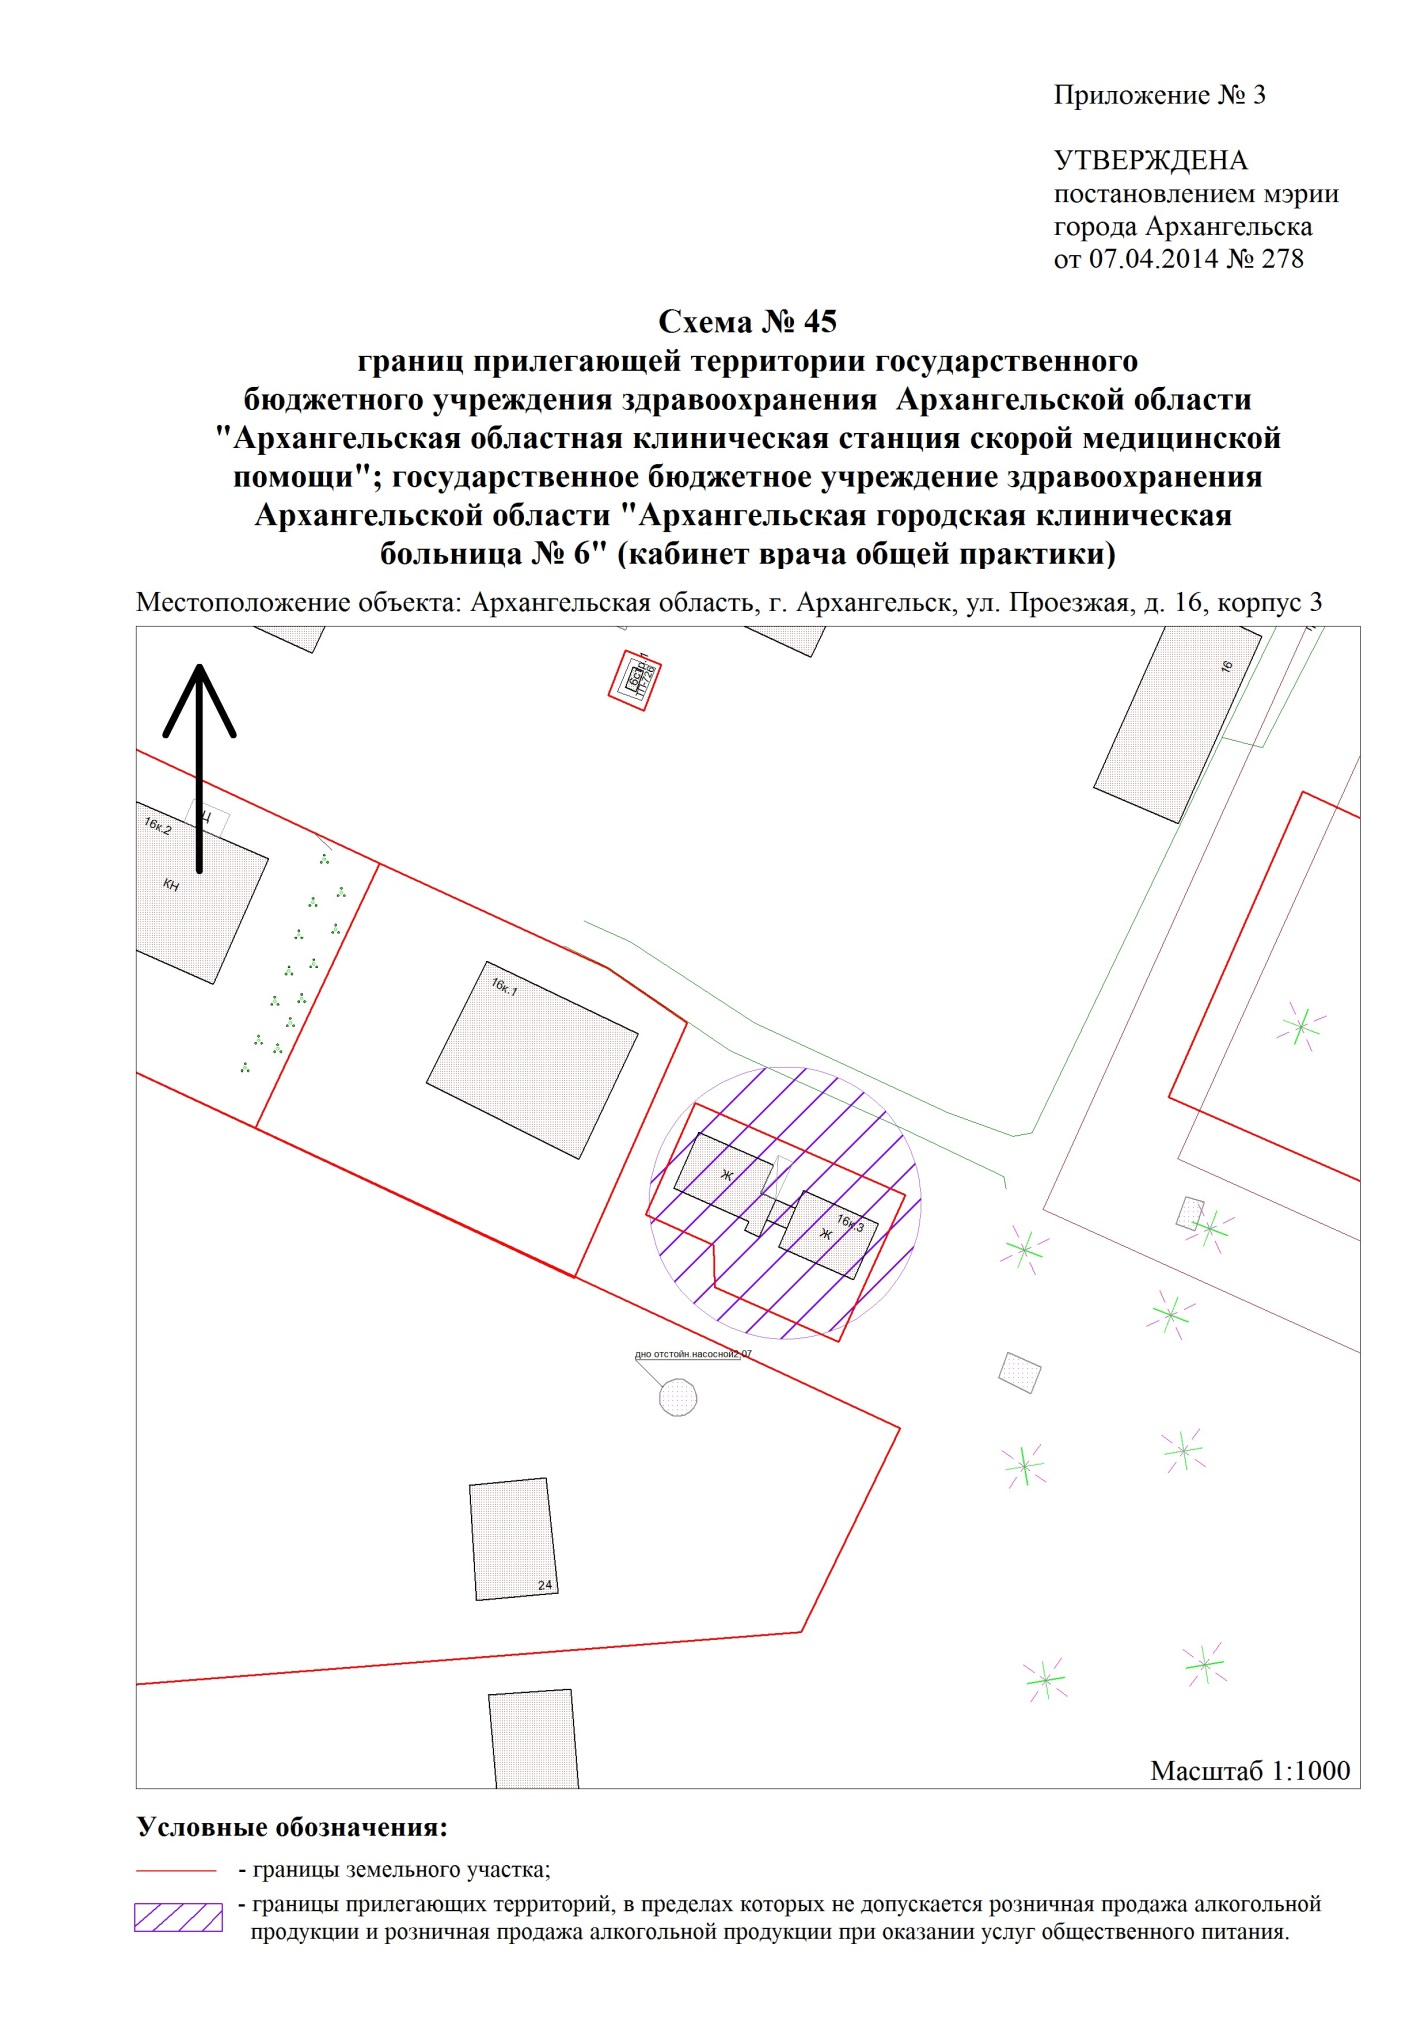 Приложение № 3
УТВЕРЖДЕНА
постановлением мэрии
города Архангельска
от 07.04.2014 № 278
Схема № 45
границ прилегающей территории государственного
бюджетного учреждения здравоохранения Архангельской области
"Архангельская областная клиническая станция скорой медицинской
помощи"; государственное бюджетное учреждение здравоохранения
Архангельской области "Архангельская городская клиническая
больница № 6" (кабинет врача общей практики)
Местоположение объекта: Архангельская область, г. Архангельск, ул. Проезжая, д. 16, корпус 3
16
Ц
16к.2
КН
16к.1
Ж
16к.3
Ж
дно отстойн.насосной2,07
24
Масштаб 1:1000
Условные обозначения:
- границы земельного участка;
- границы прилегающих территорий, в пределах которых не допускается розничная продажа алкогольной
продукции и розничная продажа алкогольной продукции при оказании услуг общественного питания.